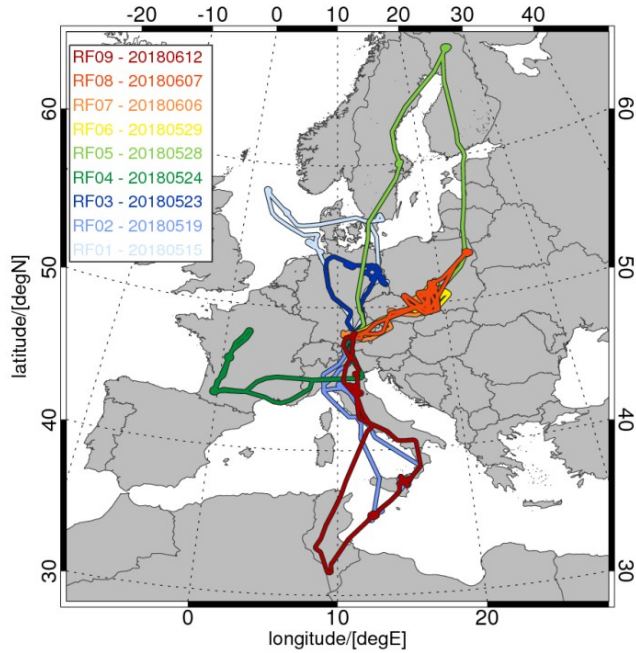 -20 -10 0 10 20 30
RF09 - 20180612
RF08 - 20180607
RF07 - 20180606
RF06 - 20180529
RF05 - 20180528
RF04 - 20180524
RF03 - 20180523
RF02 - 20180519
RF01 - 20180515
60 60
50 50
40 40
30 30
latitude/[degN]
0 10 20
longitude/[degE]